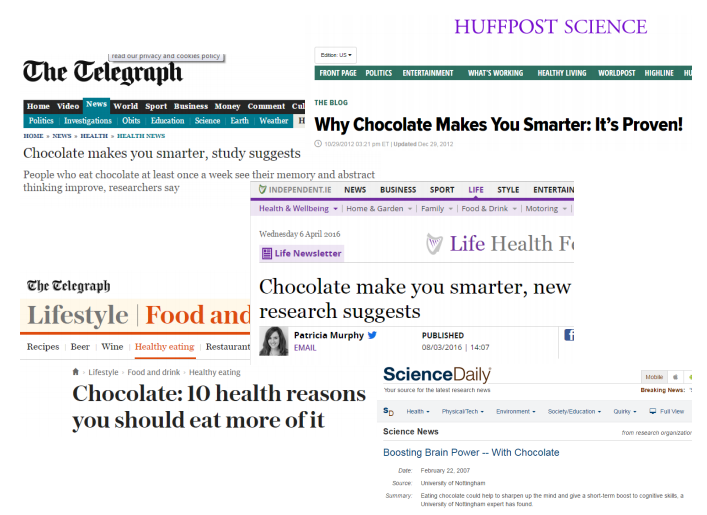 HUFFPOST SCIENCE
read our privacy and cookies policy
The Telegraph
Edition: US
FRONT PAGE POLITICS ENTERTAINMENT WHAT'S WORKING HEALTHY LIVING WORLDPOST HIGHLINE
THE BLOG
Why Chocolate Makes You Smarter: It's Proven!
10/29/2012 03:21 pm ET | Updated Dec 29, 2012
Home Video News World Sport Business Money Comment
Politics Investigations Obits Education Science Earth Weather
HOME » NEWS » HEALTH » HEALTH NEWS
Chocolate makes you smarter, study suggests
People who eat chocolate at least once a week see their memory and abstract
thinking improve, researchers say
INDEPENDENT.IE NEWS BUSINESS SPORT LIFE STYLE ENTERTAIN
Health & Wellbeing | Home & Garden | Family | Food & Drink | Motoring
Wednesday 6 April 2016
Life Health
Life Newsletter
Chocolate make you smarter, new
research suggests
Patricia Murphy
EMAIL
PUBLISHED
08/03/2016 | 14:07
The Telegraph
Lifestyle | Food and
Recipes Beer Wine Healthy eating Restaurant
Lifestyle › Food and drink › Healthy eating
Chocolate: 10 health reasons
you should eat more of it
ScienceDaily
Your source for the latest research news
Mobile
Breaking News:
SD Health Physical/Tech Environment Society/Education Quirky Full View
Science News
from research organizations
Boosting Brain Power -- With Chocolate
Date: February 22, 2007
Source: University of Nottingham
Summary: Eating chocolate could help to sharpen up the mind and give a short-term boost to cognitive skills, a
University of Nottingham expert has found.